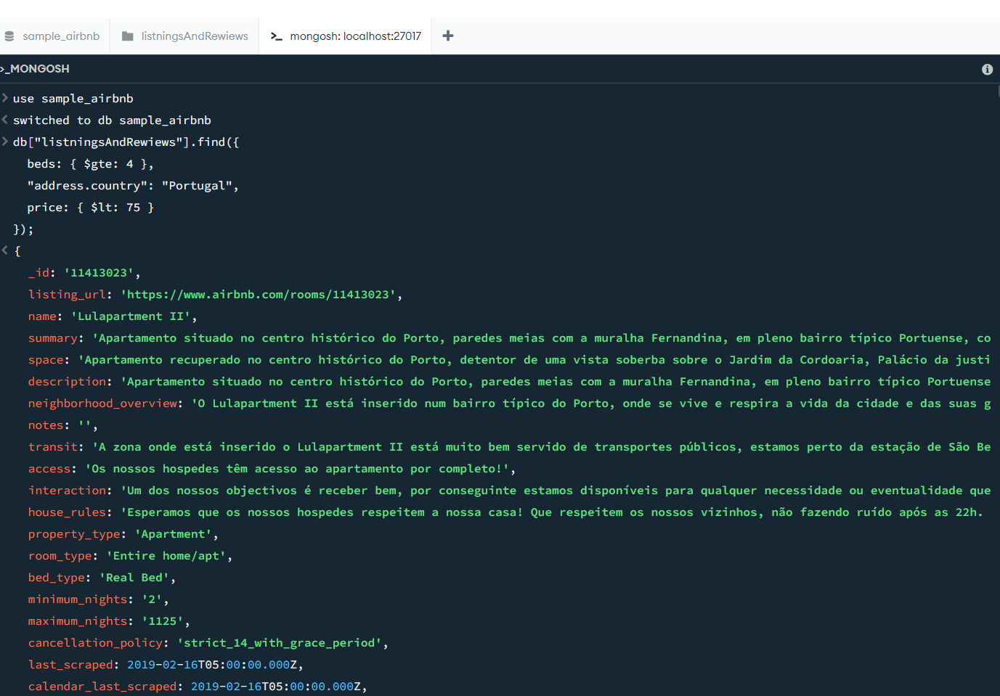 sample_airbnb listningsAndRewiews >_ mongosh: localhost:27017 +
>_MONGOSH
> use sample_airbnb
< switched to db sample_airbnb
> db["listningsAndRewiews"].find({
beds: { $gte: 4 },
"address.country": "Portugal",
price: { $lt: 75 }
});
< {
_id: '11413023',
listing_url: 'https://www.airbnb.com/rooms/11413023',
name: 'Lulapartment II',
summary: 'Apartamento situado no centro histórico do Porto, paredes meias com a muralha Fernandina, em pleno bairro típico Portuense, co
space: 'Apartamento recuperado no centro histórico do Porto, detentor de uma vista soberba sobre o Jardim da Cordoaria, Palácio da justi
description: 'Apartamento situado no centro histórico do Porto, paredes meias com a muralha Fernandina, em pleno bairro típico Portuense
neighborhood_overview: 'O Lulapartment II está inserido num bairro típico do Porto, onde se vive e respira a vida da cidade e das suas g
notes: '',
transit: 'A zona onde está inserido o Lulapartment II está muito bem servido de transportes públicos, estamos perto da estação de São Be
access: 'Os nossos hospedes têm acesso ao apartamento por completo!',
interaction: 'Um dos nossos objectivos é receber bem, por conseguinte estamos disponíveis para qualquer necessidade ou eventualidade que
house_rules: 'Esperamos que os nossos hospedes respeitem a nossa casa! Que respeitem os nossos vizinhos, não fazendo ruído após as 22h.
property_type: 'Apartment',
room_type: 'Entire home/apt',
bed_type: 'Real Bed',
minimum_nights: '2',
maximum_nights: '1125',
cancellation_policy: 'strict_14_with_grace_period',
last_scraped: 2019-02-16T05:00:00.000Z,
calendar_last_scraped: 2019-02-16T05:00:00.000Z,